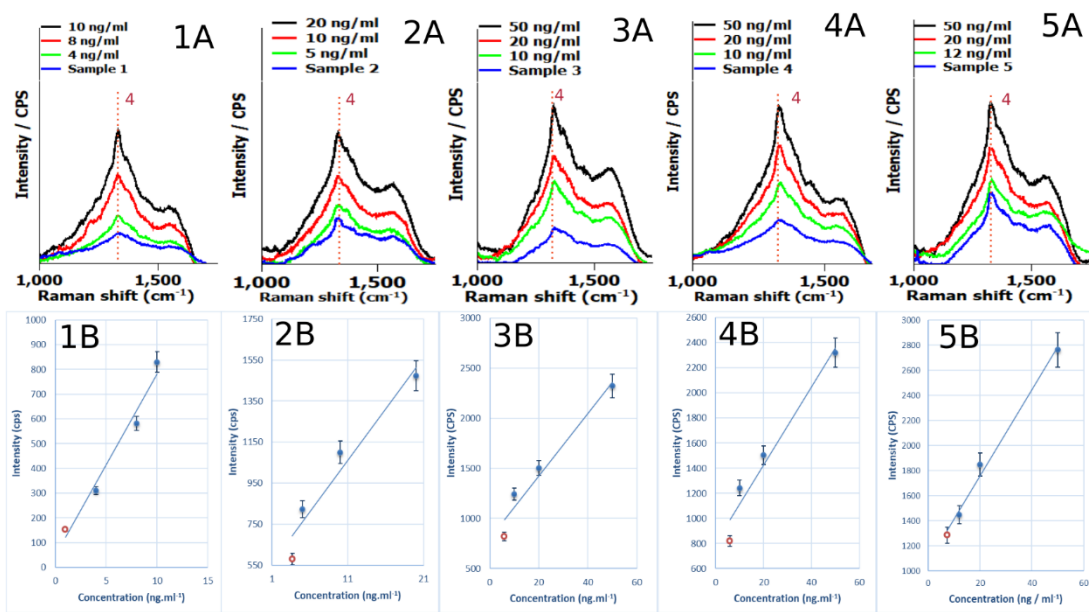 10 ng/ml
8 ng/ml
4 ng/ml
Sample 1
1A
4
Intensity / CPS
1,000 1,500
Raman shift (cm⁻¹)
20 ng/ml
10 ng/ml
5 ng/ml
Sample 2
2A
4
Intensity / CPS
1,000 1,500
Raman shift (cm⁻¹)
50 ng/ml
20 ng/ml
10 ng/ml
Sample 3
3A
4
Intensity / CPS
1,000 1,500
Raman shift (cm⁻¹)
50 ng/ml
20 ng/ml
10 ng/ml
Sample 4
4A
4
Intensity / CPS
1,000 1,500
Raman shift (cm⁻¹)
50 ng/ml
20 ng/ml
12 ng/ml
Sample 5
5A
4
Intensity / CPS
1,000 1,500
Raman shift (cm⁻¹)
1B
Intensity (cps)
1000
900
800
700
600
500
400
300
200
100
0
0 5 10 15
Concentration (ng.ml⁻¹)
2B
Intensity (cps)
1750
1550
1350
1150
950
750
550
1 11 21
Concentration (ng.ml⁻¹)
3B
Intensity (CPS)
3000
2500
2000
1500
1000
500
0 20 40 60
Concentration (ng.ml⁻¹)
4B
Intensity (CPS)
2600
2400
2200
2000
1800
1600
1400
1200
1000
800
600
0 20 40 60
Concentration (ng.ml⁻¹)
5B
Intensity (CPS)
3000
2800
2600
2400
2200
2000
1800
1600
1400
1200
1000
0 20 40 60
Concentration (ng / ml⁻¹)